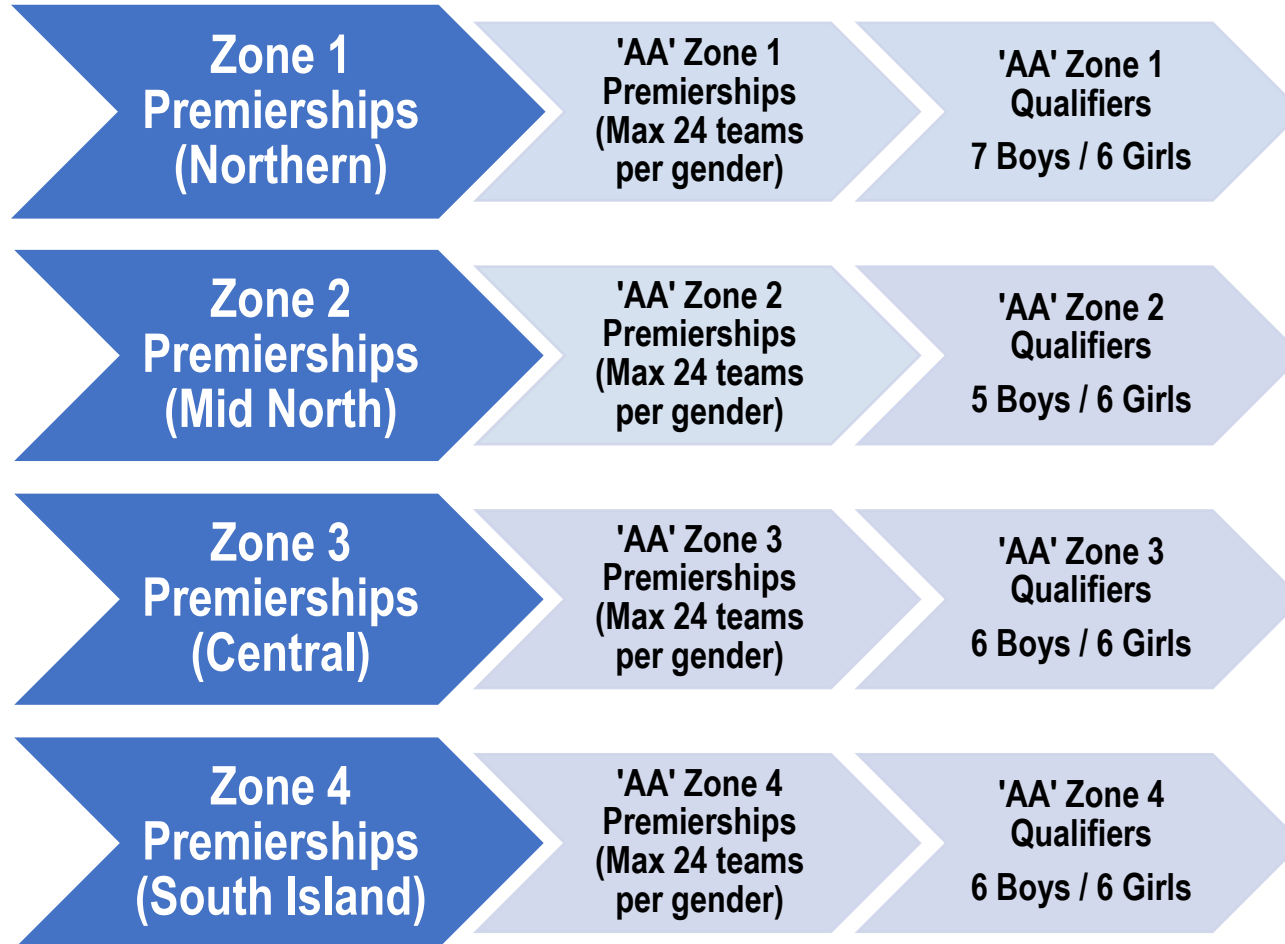 Zone 1
Premierships
(Northern)
'AA' Zone 1
Premierships
(Max 24 teams
per gender)
'AA' Zone 1
Qualifiers
7 Boys / 6 Girls
Zone 2
Premierships
(Mid North)
'AA' Zone 2
Premierships
(Max 24 teams
per gender)
'AA' Zone 2
Qualifiers
5 Boys / 6 Girls
Zone 3
Premierships
(Central)
'AA' Zone 3
Premierships
(Max 24 teams
per gender)
'AA' Zone 3
Qualifiers
6 Boys / 6 Girls
Zone 4
Premierships
(South Island)
'AA' Zone 4
Premierships
(Max 24 teams
per gender)
'AA' Zone 4
Qualifiers
6 Boys / 6 Girls